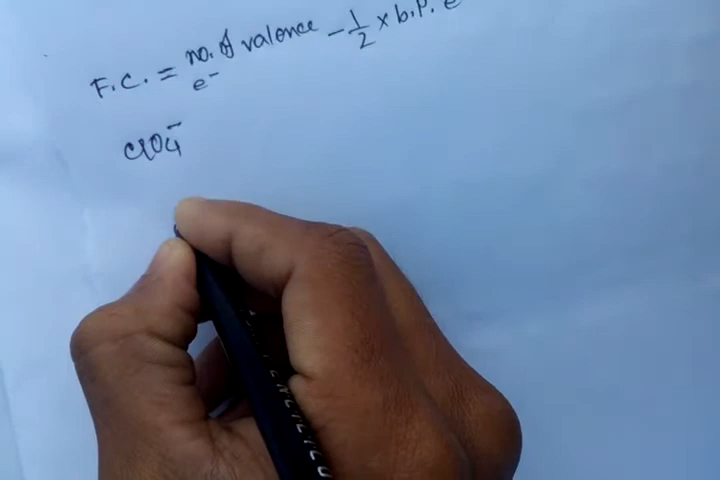 F.C. = no. of valence - 1/2 x b.p. e
e⁻
ClO₄⁻